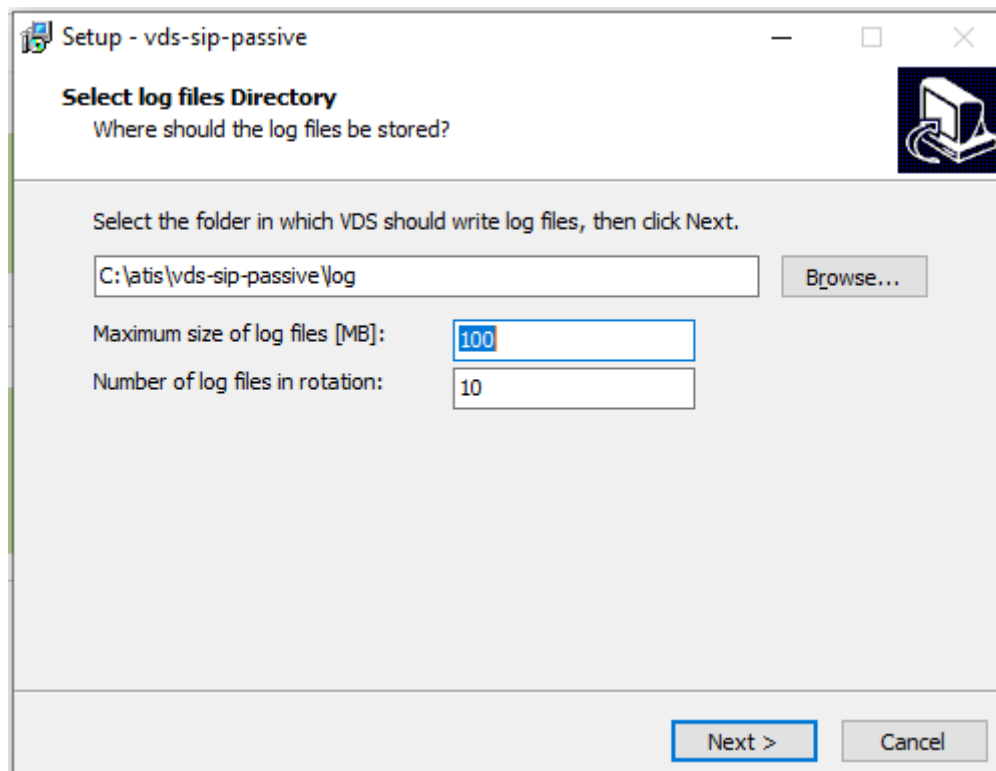 Setup - vds-sip-passive
Select log files Directory
Where should the log files be stored?
Select the folder in which VDS should write log files, then click Next.
C:\atis\vds-sip-passive\log
Browse...
Maximum size of log files [MB]:
100
Number of log files in rotation:
10
Next >
Cancel